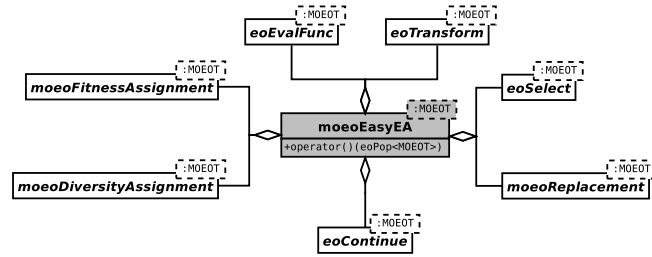 :MOEOT
:MOEOT
eoEvalFunc
eoTransform
:MOEOT
:MOEOT
moeoFitnessAssignment
eoSelect
:MOEOT
moeoEasyEA
+operator()(eoPop<MOEOT>)
:MOEOT
:MOEOT
moeoDiversityAssignment
moeoReplacement
:MOEOT
eoContinue